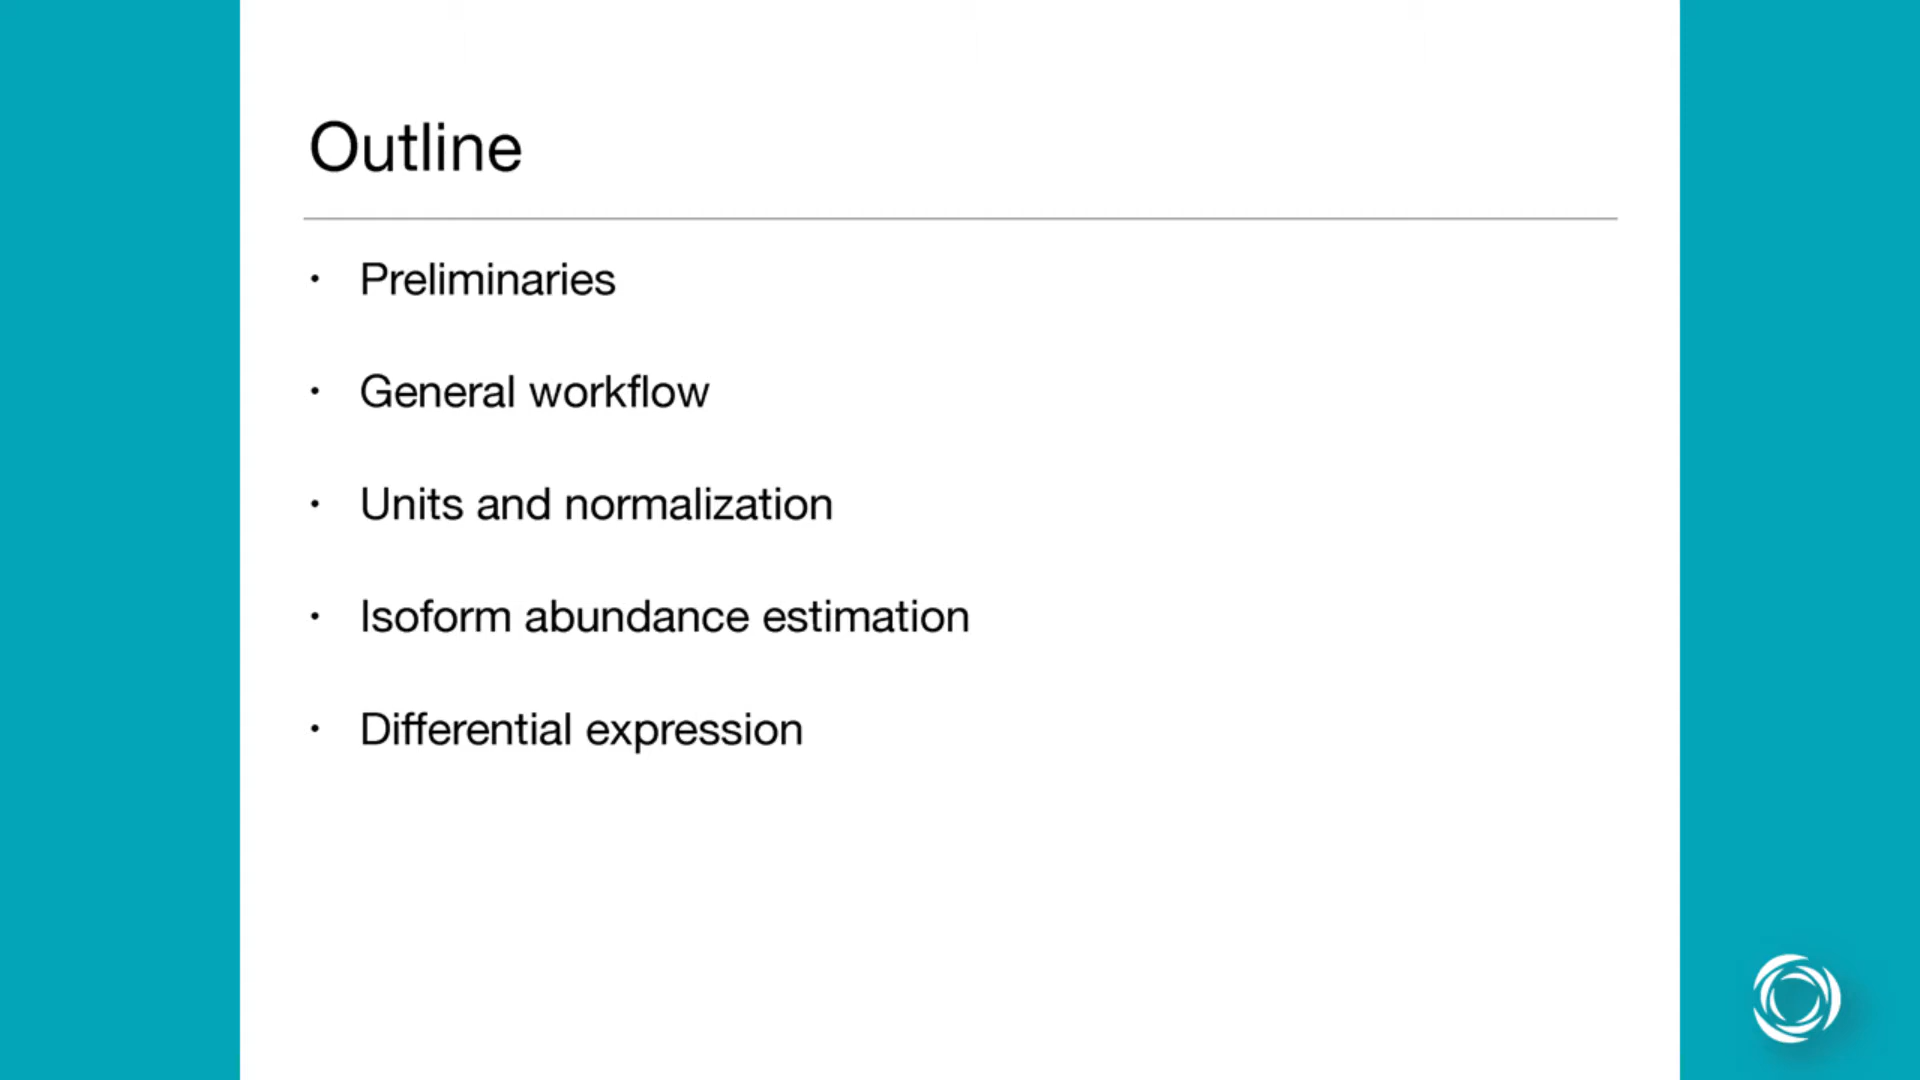 Outline
• Preliminaries
• General workflow
• Units and normalization
• Isoform abundance estimation
• Differential expression